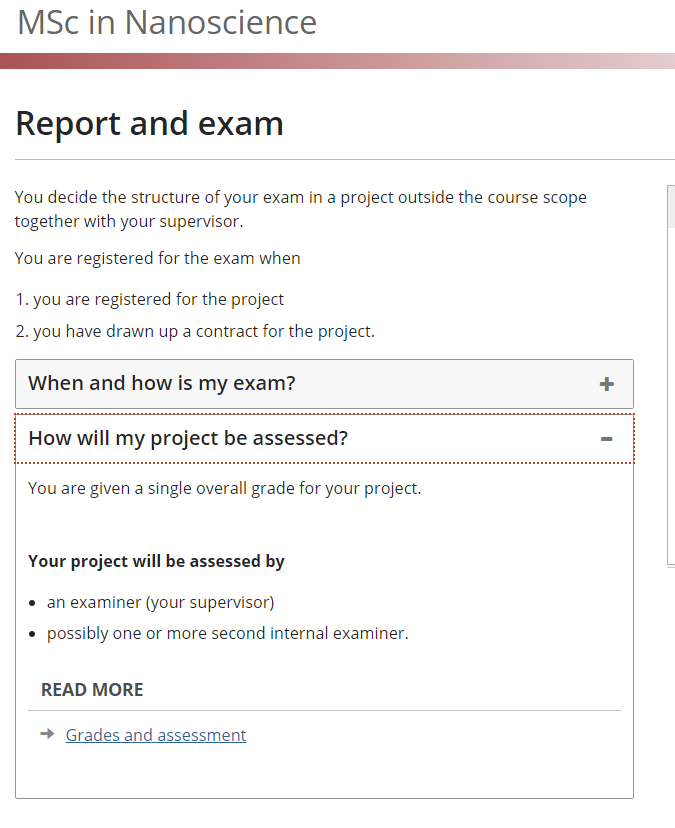 MSc in Nanoscience
Report and exam
You decide the structure of your exam in a project outside the course scope
together with your supervisor.
You are registered for the exam when
1. you are registered for the project
2. you have drawn up a contract for the project.
When and how is my exam?
How will my project be assessed?
You are given a single overall grade for your project.
Your project will be assessed by
• an examiner (your supervisor)
• possibly one or more second internal examiner.
READ MORE
Grades and assessment